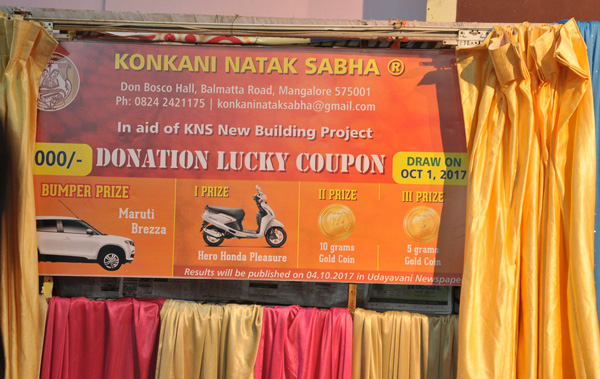 KONKANI NATAK SABHA ®
Don Bosco Hall, Balmatta Road, Mangalore 575001
Ph: 0824 2421175 | konkaninataksabha@gmail.com
In aid of KNS New Building Project
000/- DONATION LUCKY COUPON
DRAW ON
OCT 1, 2017
BUMPER PRIZE
Maruti
Brezza
I PRIZE
Hero Honda Pleasure
II PRIZE
10 grams
Gold Coin
III PRIZE
5 grams
Gold Coin
Results will be published on 04.10.2017 in Udayavani Newspape